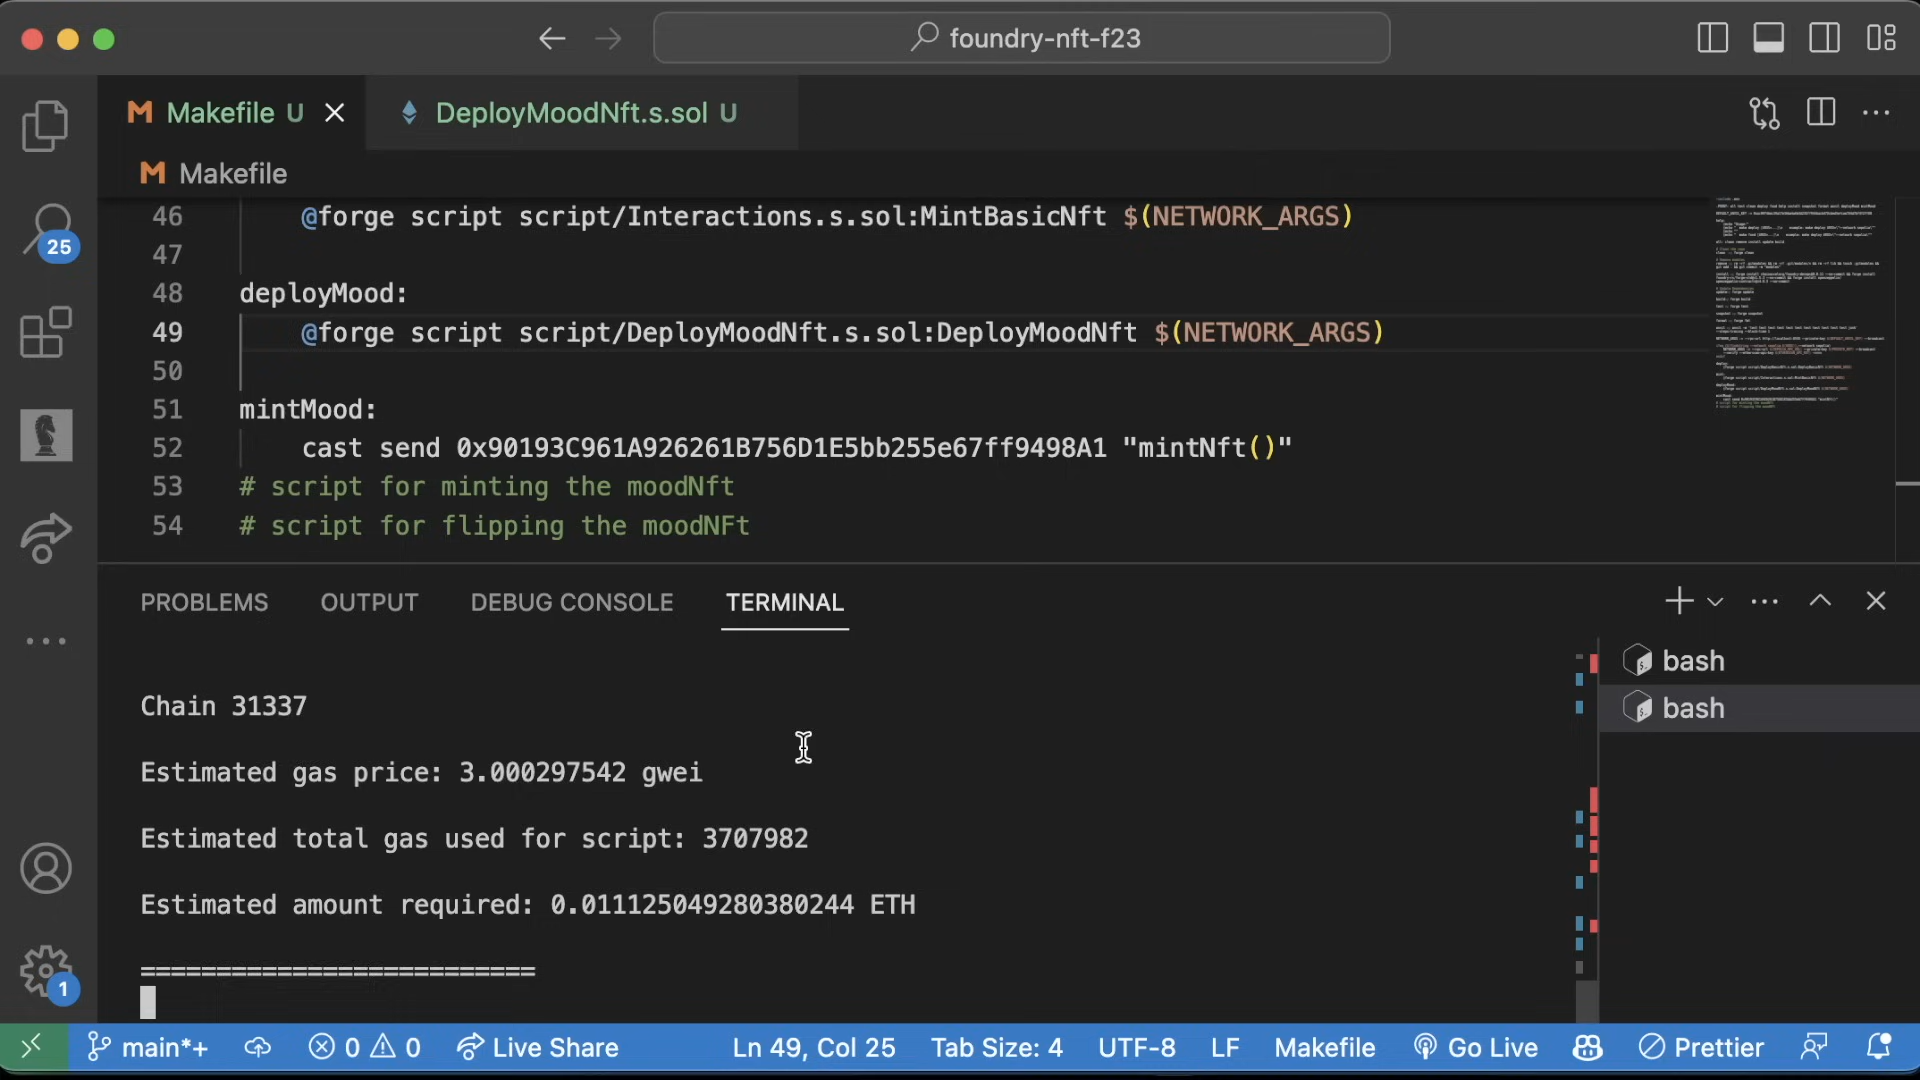 foundry-nft-f23
Makefile U
DeployMoodNft.s.sol U
Makefile
46 @forge script script/Interactions.s.sol:MintBasicNft $(NETWORK_ARGS)
47
48 deployMood:
49 @forge script script/DeployMoodNft.s.sol:DeployMoodNft $(NETWORK_ARGS)
50
51 mintMood:
52 cast send 0x90193C961A926261B756D1E5bb255e67ff9498A1 "mintNft()"
53 # script for minting the moodNft
54 # script for flipping the moodNFt
25
PROBLEMS OUTPUT DEBUG CONSOLE TERMINAL
bash
bash
Chain 31337
Estimated gas price: 3.000297542 gwei
Estimated total gas used for script: 3707982
Estimated amount required: 0.011125049280380244 ETH
==========================
1
main*+ 0 0 Live Share Ln 49, Col 25 Tab Size: 4 UTF-8 LF Makefile Go Live Prettier